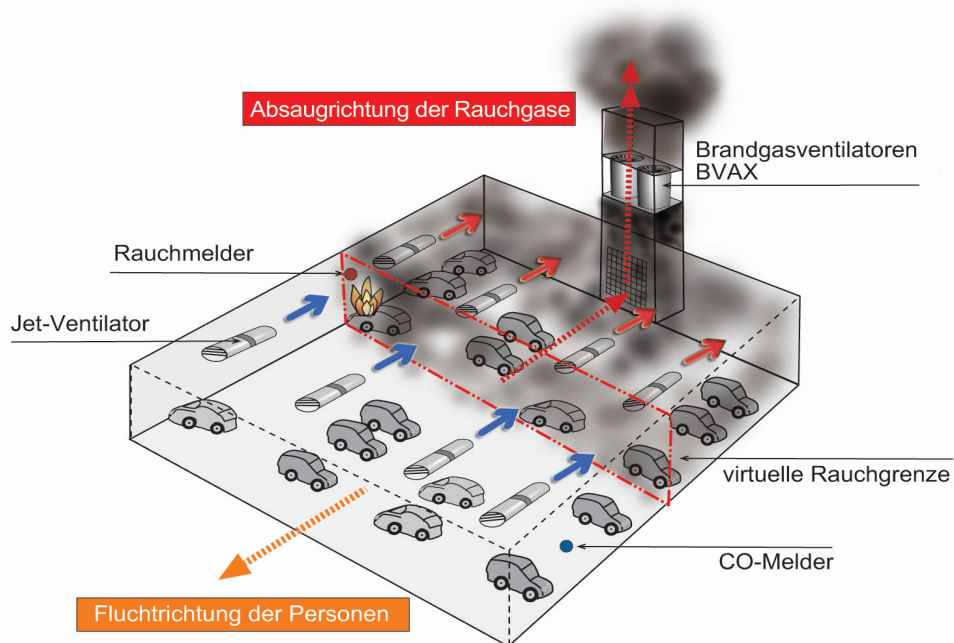 Absaugrichtung der Rauchgase
Brandgasventilatoren
BVAX
Rauchmelder
Jet-Ventilator
virtuelle Rauchgrenze
CO-Melder
Fluchtrichtung der Personen